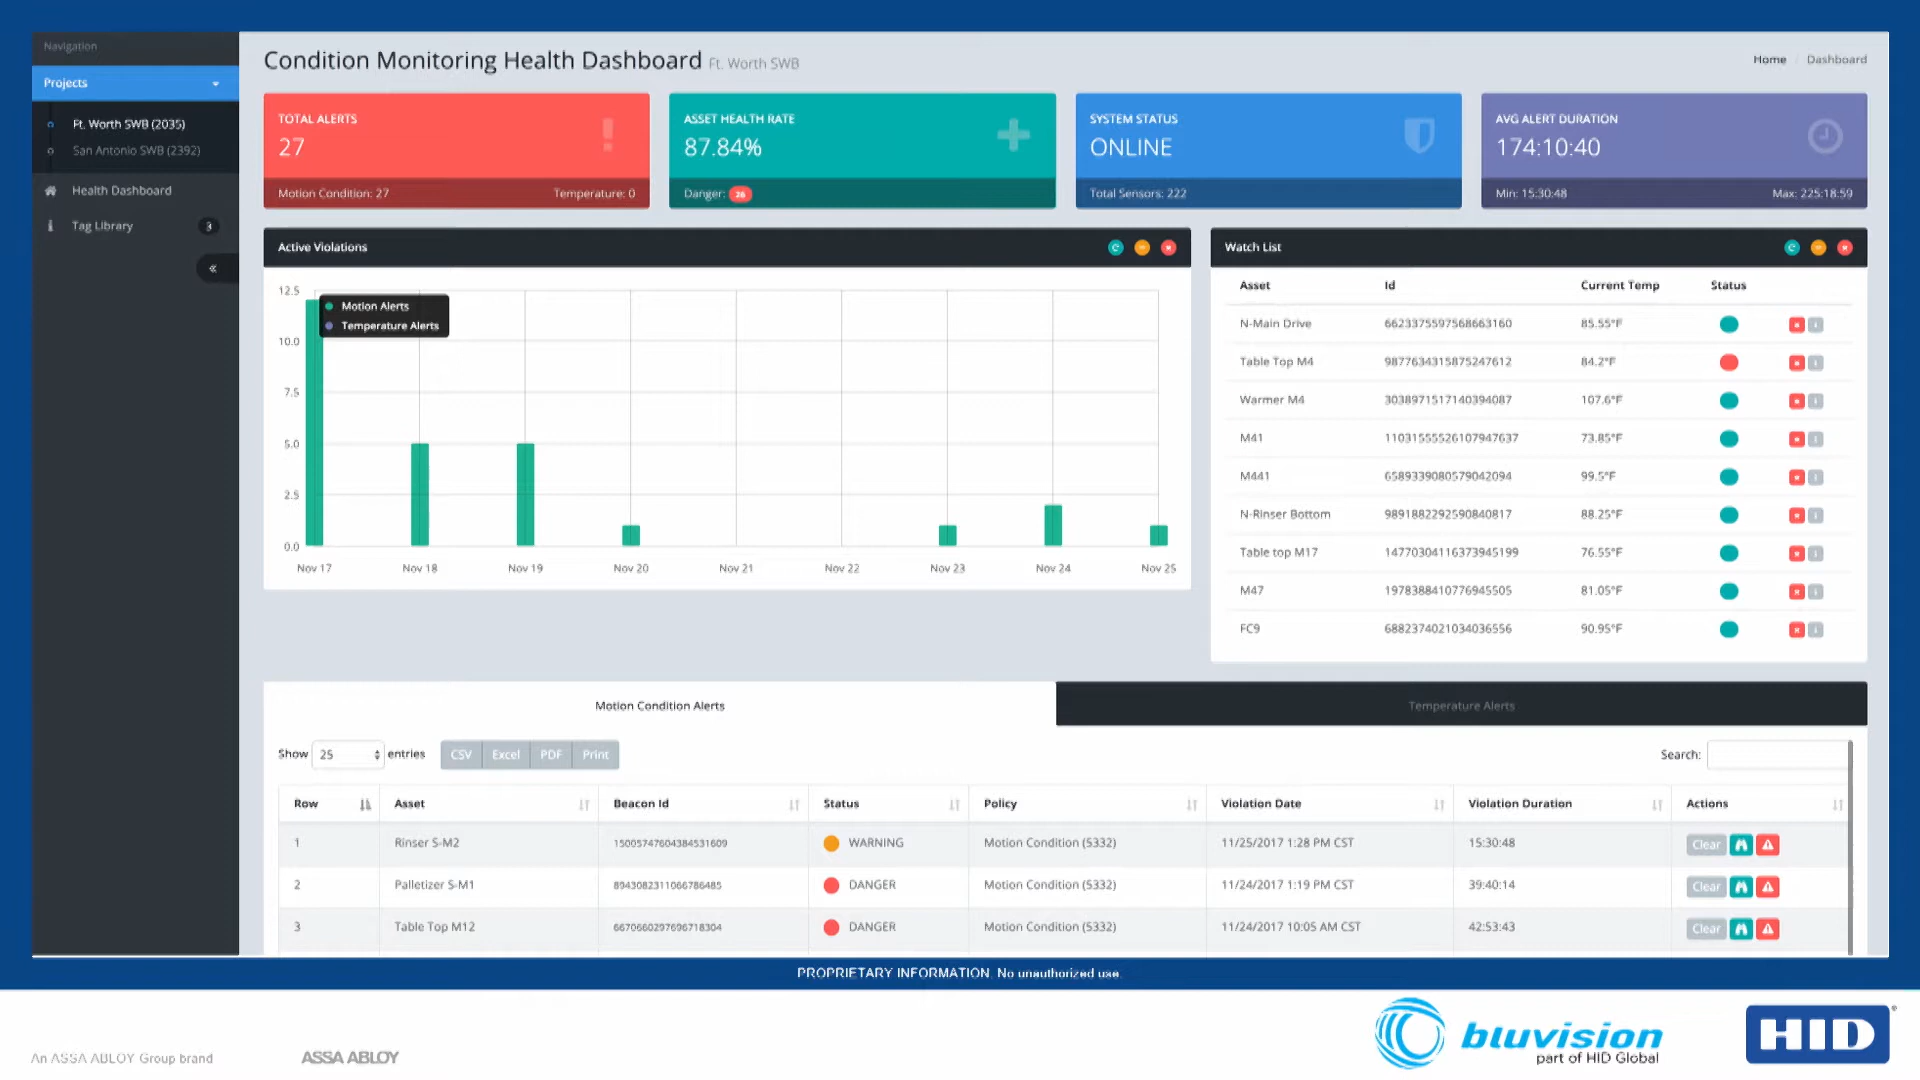 Navigation
Projects
Ft. Worth SWB (2035)
San Antonio SWB (2392)
Health Dashboard
Tag Library 3
Condition Monitoring Health Dashboard Ft. Worth SWB
Home / Dashboard
TOTAL ALERTS
27
Motion Condition: 27 Temperature: 0
ASSET HEALTH RATE
87.84%
Danger: 26
SYSTEM STATUS
ONLINE
Total Sensors: 222
AVG ALERT DURATION
174:10:40
Min: 15:30:48 Max: 225:18:59
Active Violations
Motion Alerts
Temperature Alerts
12.5
10.0
7.5
5.0
2.5
0.0
Nov 17 Nov 18 Nov 19 Nov 20 Nov 21 Nov 22 Nov 23 Nov 24 Nov 25
Watch List
Asset Id Current Temp Status
N-Main Drive 6623375597568663160 85.55°F
Table Top M4 98776343158752476​12 84.2°F
Warmer M4 3038971517140394087 107.6°F
M41 11031555526107947637 73.85°F
M441 6589339080579042094 99.5°F
N-Rinser Bottom 9891882292590840817 88.25°F
Table top M17 14770304116373945199 76.55°F
M47 1978388410776945505 81.05°F
FC9 6882374021034036556 90.95°F
Motion Condition Alerts Temperature Alerts
Show 25 entries CSV Excel PDF Print Search:
Row Asset Beacon Id Status Policy Violation Date Violation Duration Actions
1 Rinser S-M2 15005747604384531609 WARNING Motion Condition (5332) 11/25/2017 1:28 PM CST 15:30:48 Clear
2 Palletizer S-M1 8943082311066786485 DANGER Motion Condition (5332) 11/24/2017 1:19 PM CST 39:40:14 Clear
3 Table Top M12 6670660297696718304 DANGER Motion Condition (5332) 11/24/2017 10:05 AM CST 42:53:43 Clear
PROPRIETARY INFORMATION. No unauthorized use.
An ASSA ABLOY Group brand
ASSA ABLOY
bluvision
part of HID Global
HID